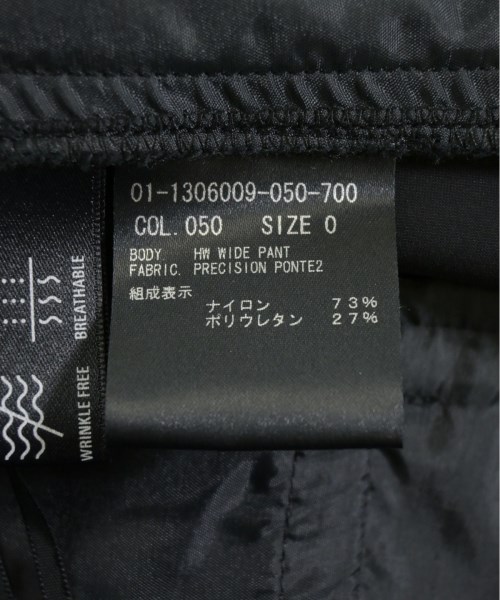 01-1306009-050-700
COL. 050 SIZE 0
BODY HW WIDE PANT
FABRIC. PRECISION PONTE2
組成表示
ナイロン 73%
ポリウレタン 27%
BREATHABLE
WRINKLE FREE